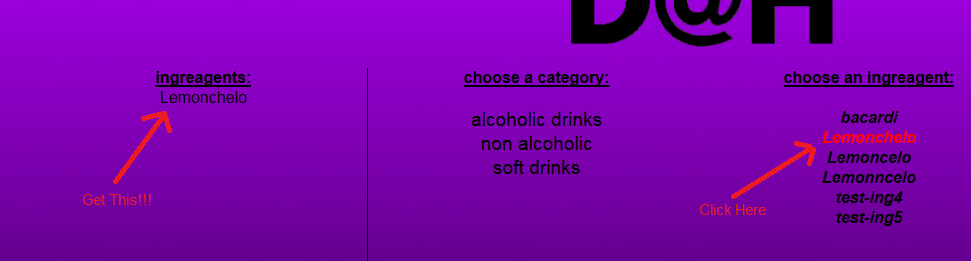 D@H
ingreagents:
Lemonchelo
Get This!!!
choose a category:
alcoholic drinks
non alcoholic
soft drinks
choose an ingreagent:
bacardi
Lemonchelo
Lemoncelo
Lemonncelo
test-ing4
test-ing5
Click Here